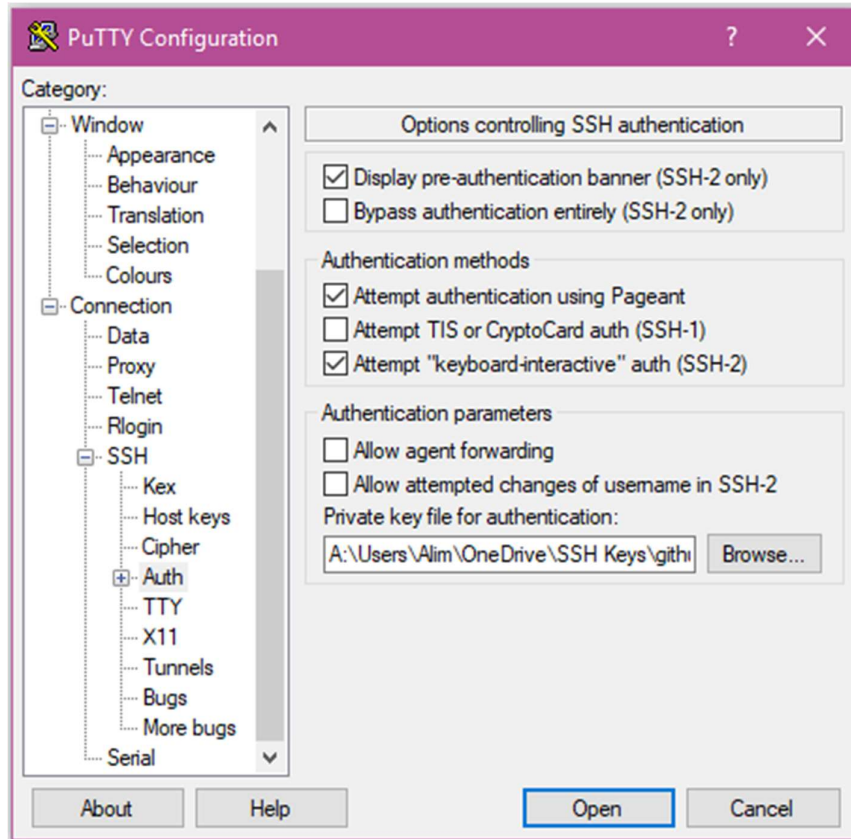 PuTTY Configuration
?
Category:
Window
Appearance
Behaviour
Translation
Selection
Colours
Connection
Data
Proxy
Telnet
Rlogin
SSH
Kex
Host keys
Cipher
Auth
TTY
X11
Tunnels
Bugs
More bugs
Serial
Options controlling SSH authentication
Display pre-authentication banner (SSH-2 only)
Bypass authentication entirely (SSH-2 only)
Authentication methods
Attempt authentication using Pageant
Attempt TIS or CryptoCard auth (SSH-1)
Attempt "keyboard-interactive" auth (SSH-2)
Authentication parameters
Allow agent forwarding
Allow attempted changes of username in SSH-2
Private key file for authentication:
A:\Users\Alim\OneDrive\SSH Keys\gith
Browse...
About
Help
Open
Cancel